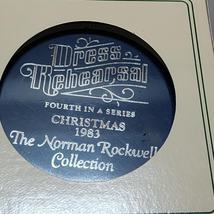 Dress
Rehearsal
FOURTH IN A SERIES
CHRISTMAS
1983
The Norman Rockwell
Collection